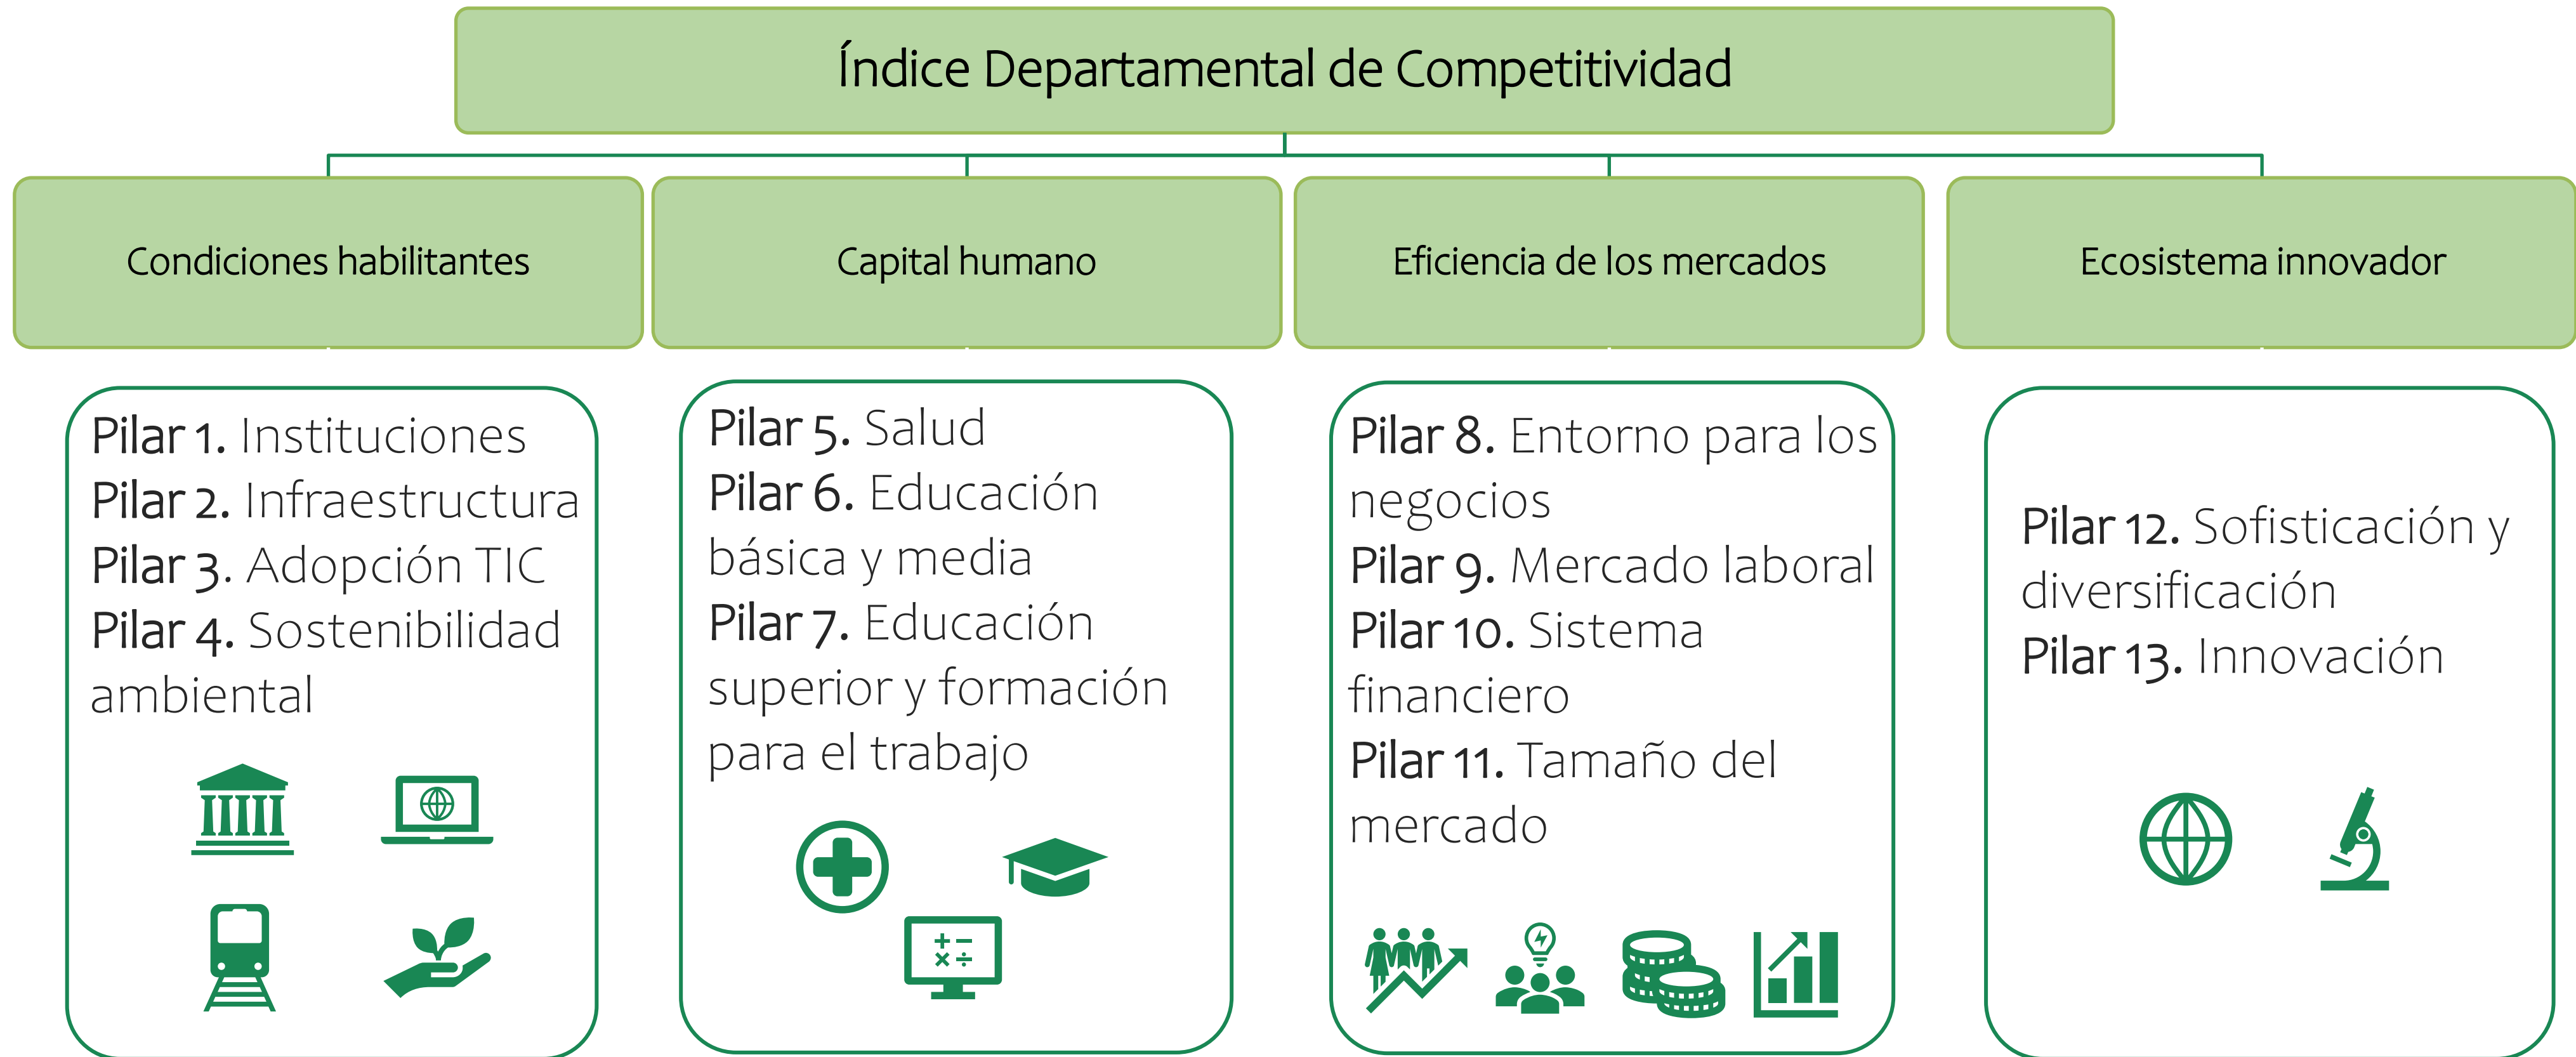 Índice Departamental de Competitividad
Condiciones habilitantes
Capital humano
Eficiencia de los mercados
Ecosistema innovador
Pilar 1. Instituciones
Pilar 2. Infraestructura
Pilar 3. Adopción TIC
Pilar 4. Sostenibilidad
ambiental
Pilar 5. Salud
Pilar 6. Educación
básica y media
Pilar 7. Educación
superior y formación
para el trabajo
Pilar 8. Entorno para los
negocios
Pilar 9. Mercado laboral
Pilar 10. Sistema
financiero
Pilar 11. Tamaño del
mercado
Pilar 12. Sofisticación y
diversificación
Pilar 13. Innovación